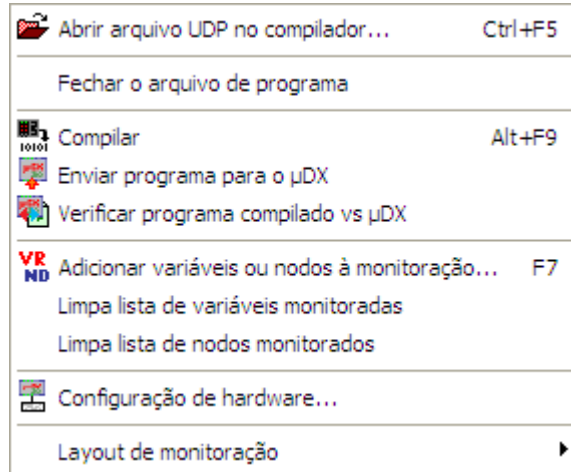 Abrir arquivo UDP no compilador... Ctrl+F5
Fechar o arquivo de programa
Compilar Alt+F9
Enviar programa para o µDX
Verificar programa compilado vs µDX
Adicionar variáveis ou nodos à monitoração... F7
Limpa lista de variáveis monitoradas
Limpa lista de nodos monitorados
Configuração de hardware...
Layout de monitoração